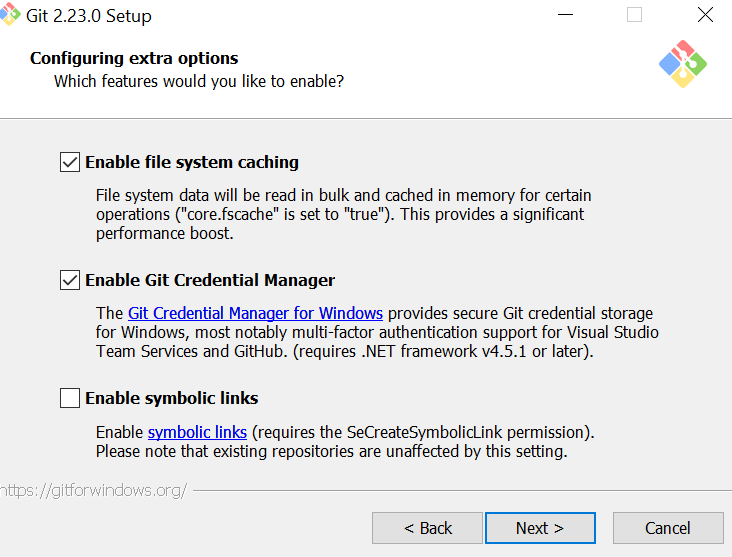 Git 2.23.0 Setup
Configuring extra options
Which features would you like to enable?
Enable file system caching
File system data will be read in bulk and cached in memory for certain
operations ("core.fscache" is set to "true"). This provides a significant
performance boost.
Enable Git Credential Manager
The Git Credential Manager for Windows provides secure Git credential storage
for Windows, most notably multi-factor authentication support for Visual Studio
Team Services and GitHub. (requires .NET framework v4.5.1 or later).
Enable symbolic links
Enable symbolic links (requires the SeCreateSymbolicLink permission).
Please note that existing repositories are unaffected by this setting.
https://gitforwindows.org/
< Back
Next >
Cancel